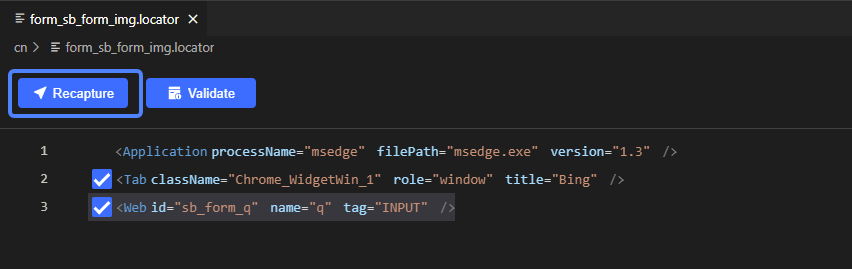 form_sb_form_img.locator
cn > form_sb_form_img.locator
Recapture Validate
1 <Application processName="msedge" filePath="msedge.exe" version="1.3" />
2 <Tab className="Chrome_WidgetWin_1" role="window" title="Bing" />
3 <Web id="sb_form_q" name="q" tag="INPUT" />